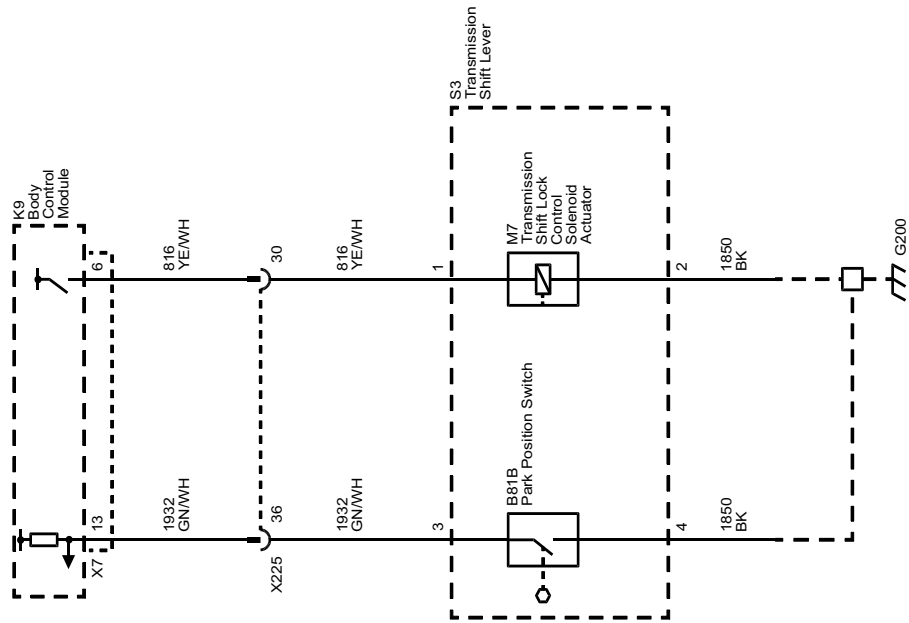 K9
Body
Control
Module
X7
13
6
1932
GN/WH
816
YE/WH
X225
36
30
1932
GN/WH
816
YE/WH
3
1
S3
Transmission
Shift Lever
B81B
Park Position Switch
M7
Transmission
Shift Lock
Control
Solenoid
Actuator
4
2
1850
BK
1850
BK
G200